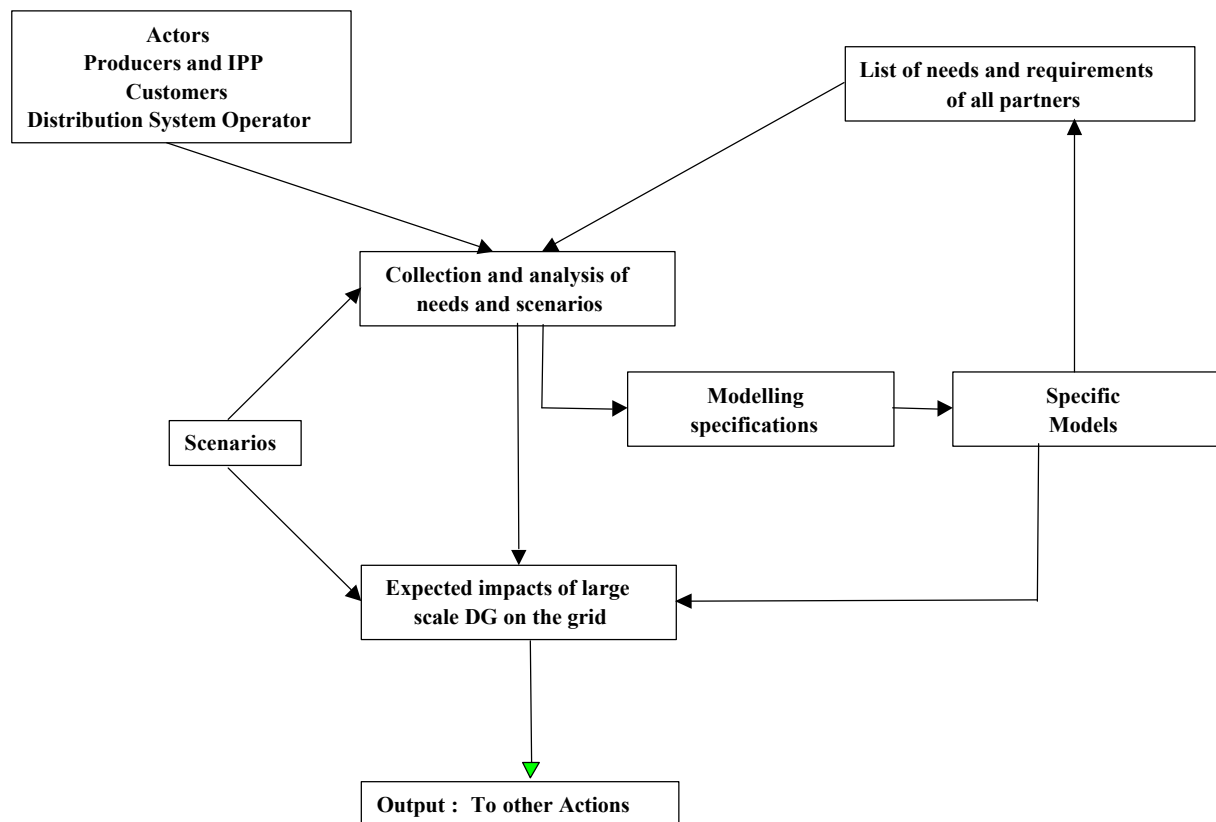 Actors
Producers and IPP
Customers
Distribution System Operator
List of needs and requirements
of all partners
Collection and analysis of
needs and scenarios
Modelling
specifications
Specific
Models
Scenarios
Expected impacts of large
scale DG on the grid
Output : To other Actions